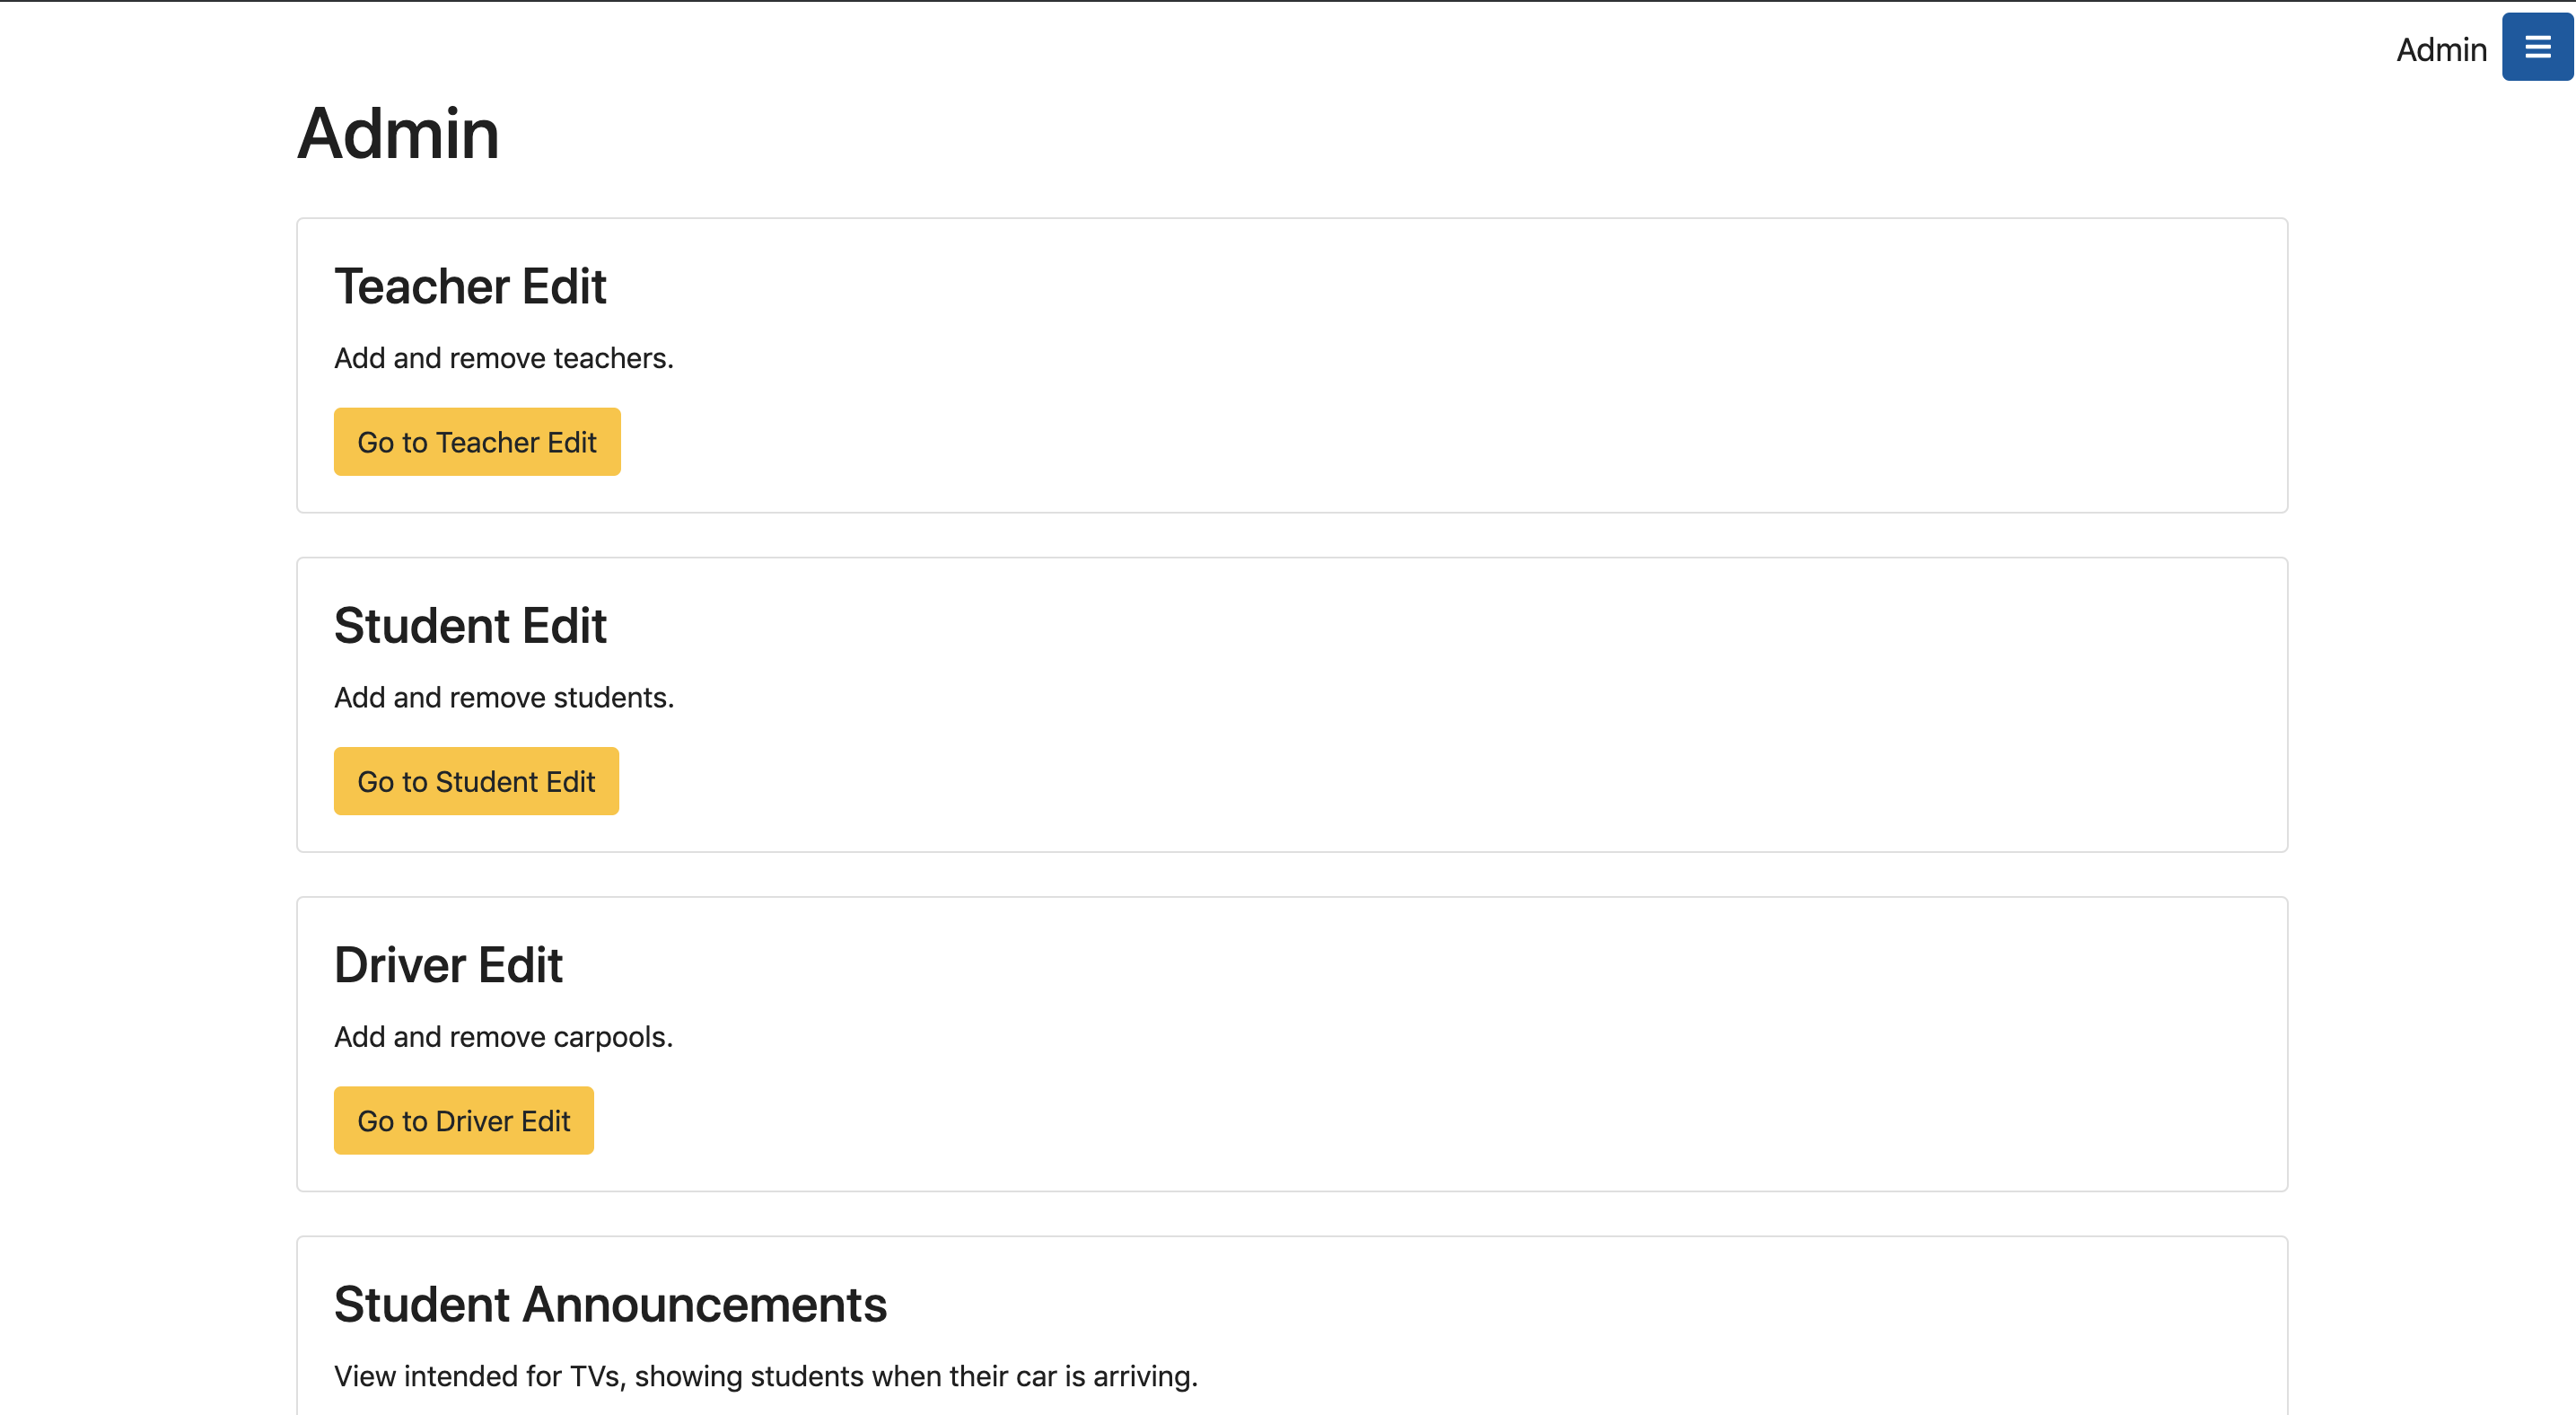 Admin
Admin
Teacher Edit
Add and remove teachers.
Go to Teacher Edit
Student Edit
Add and remove students.
Go to Student Edit
Driver Edit
Add and remove carpools.
Go to Driver Edit
Student Announcements
View intended for TVs, showing students when their car is arriving.